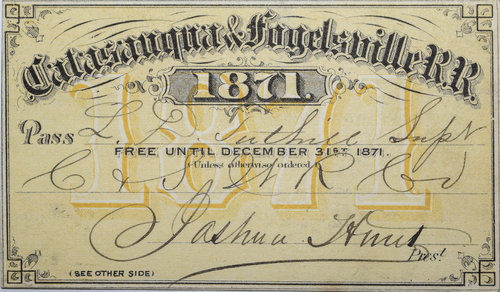 Catasauqua & Fogelsville R.R.
1871.
Pass L. Tuthill Supt
FREE UNTIL DECEMBER 31ST 1871.
(Unless otherwise ordered)
C & S R Co
Joshua Hunt
Prest
(SEE OTHER SIDE)